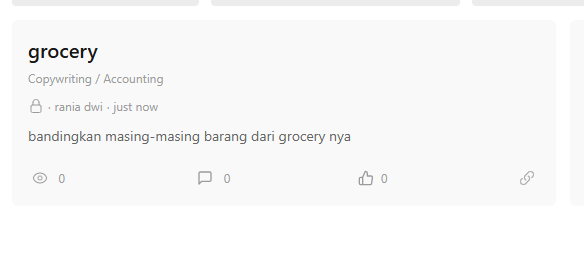 grocery
Copywriting / Accounting
· rania dwi · just now
bandingkan masing-masing barang dari grocery nya
0 0 0